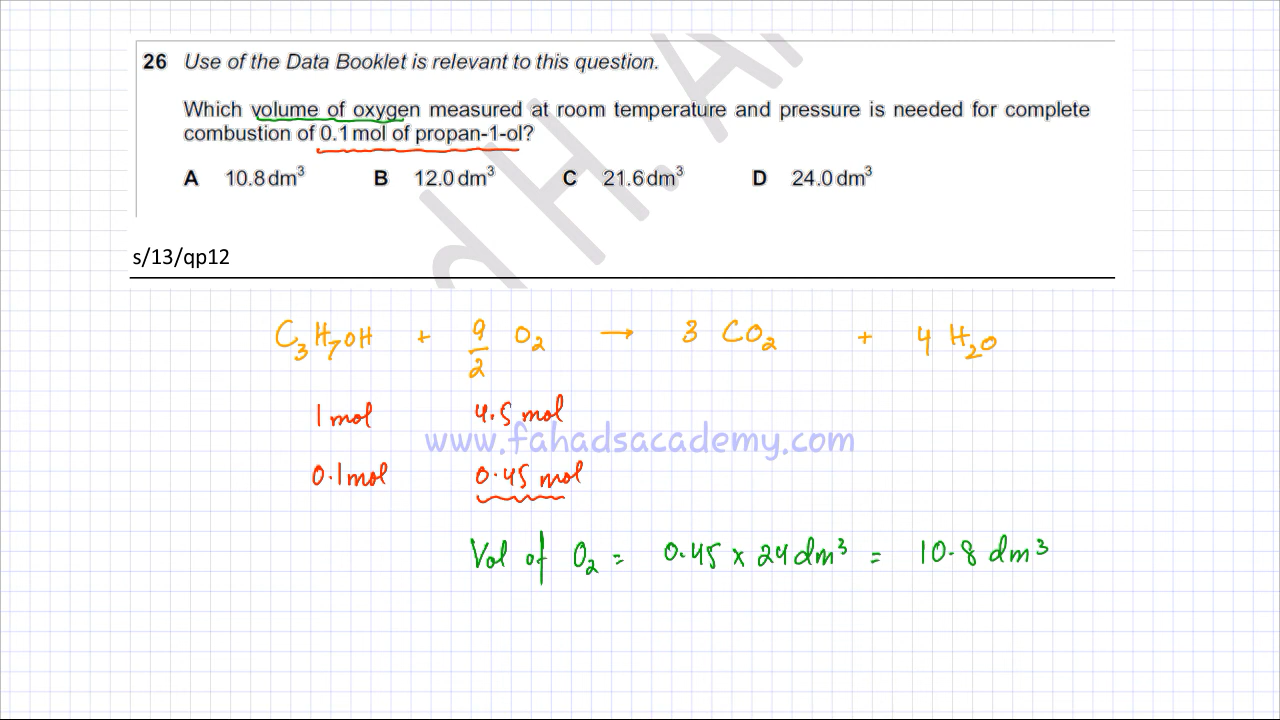 26 Use of the Data Booklet is relevant to this question.
Which volume of oxygen measured at room temperature and pressure is needed for complete
combustion of 0.1 mol of propan-1-ol?
A 10.8 dm³ B 12.0 dm³ C 21.6 dm³ D 24.0 dm³
s/13/qp12
C₃H₇OH + 9/2 O₂ → 3 CO₂ + 4 H₂O
1 mol 4.5 mol
www.fahadsacademy.com
0.1 mol 0.45 mol
Vol of O₂ = 0.45 x 24 dm³ = 10.8 dm³